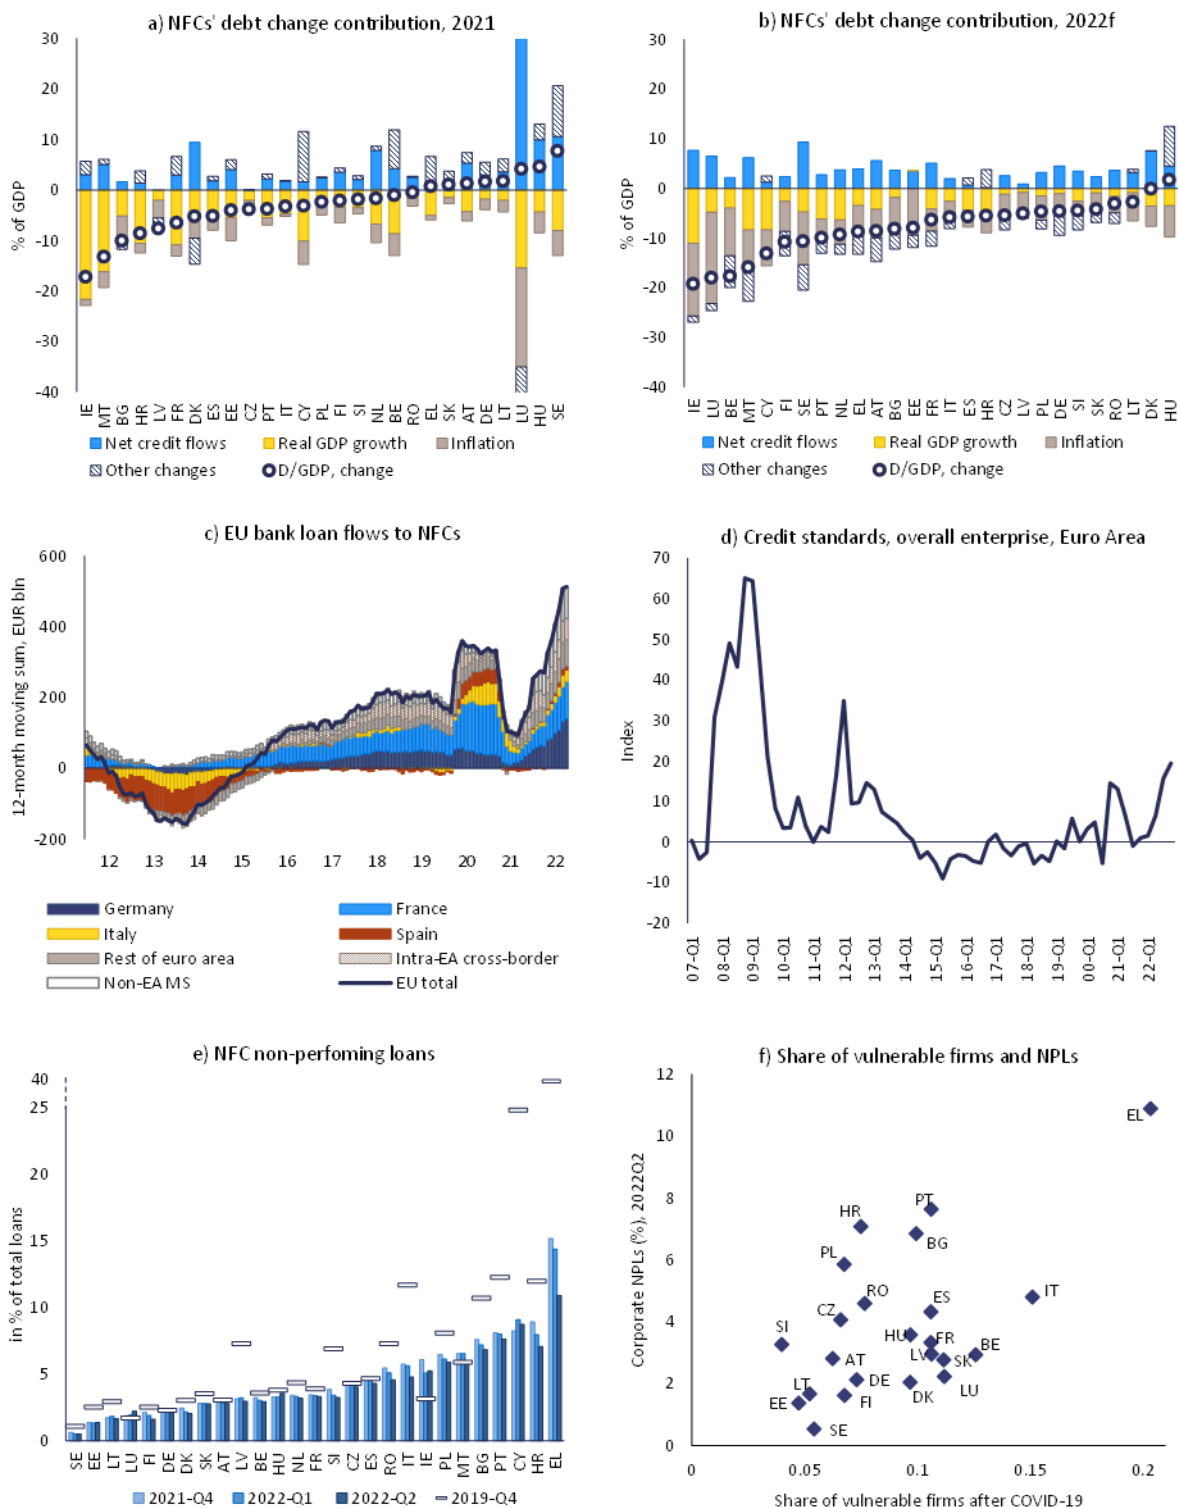 a) NFCs' debt change contribution, 2021
% of GDP
30
20
10
0
-10
-20
-30
-40
IE MT BG HR LV FR DK ES EE CZ PT IT CY PL FI SI NL BE RO EL SK AT DE LT LU HU SE
Net credit flows
Real GDP growth
Inflation
Other changes
D/GDP, change
b) NFCs' debt change contribution, 2022f
% of GDP
30
20
10
0
-10
-20
-30
-40
IE LU BE MT CY FI SE PT NL EL AT BG EE FR IT ES HR CZ LV PL DE SI SK RO LT DK HU
Net credit flows
Real GDP growth
Inflation
Other changes
D/GDP, change
c) EU bank loan flows to NFCs
12-month moving sum, EUR bln
600
400
200
0
-200
12 13 14 15 16 17 18 19 20 21 22
Germany
France
Italy
Spain
Rest of euro area
Intra-EA cross-border
Non-EA MS
EU total
d) Credit standards, overall enterprise, Euro Area
Index
70
60
50
40
30
20
10
0
-10
-20
07-Q1 08-Q1 09-Q1 10-Q1 11-Q1 12-Q1 13-Q1 14-Q1 15-Q1 16-Q1 17-Q1 18-Q1 19-Q1 00-Q1 21-Q1 22-Q1
e) NFC non-perfoming loans
in % of total loans
40
25
20
15
10
5
0
SE EE LT LU FI DE DK SK AT LV BE HU NL FR SI CZ ES RO IT IE PL MT BG PT CY HR EL
2021-Q4
2022-Q1
2022-Q2
2019-Q4
f) Share of vulnerable firms and NPLs
Corporate NPLs (%), 2022Q2
12
10
8
6
4
2
0
EL
PT
HR
BG
PL
RO
IT
ES
CZ
SI
HU
FR
BE
LV
SK
AT
DE
LU
LT
DK
EE
FI
SE
0 0.05 0.1 0.15 0.2
Share of vulnerable firms after COVID-19